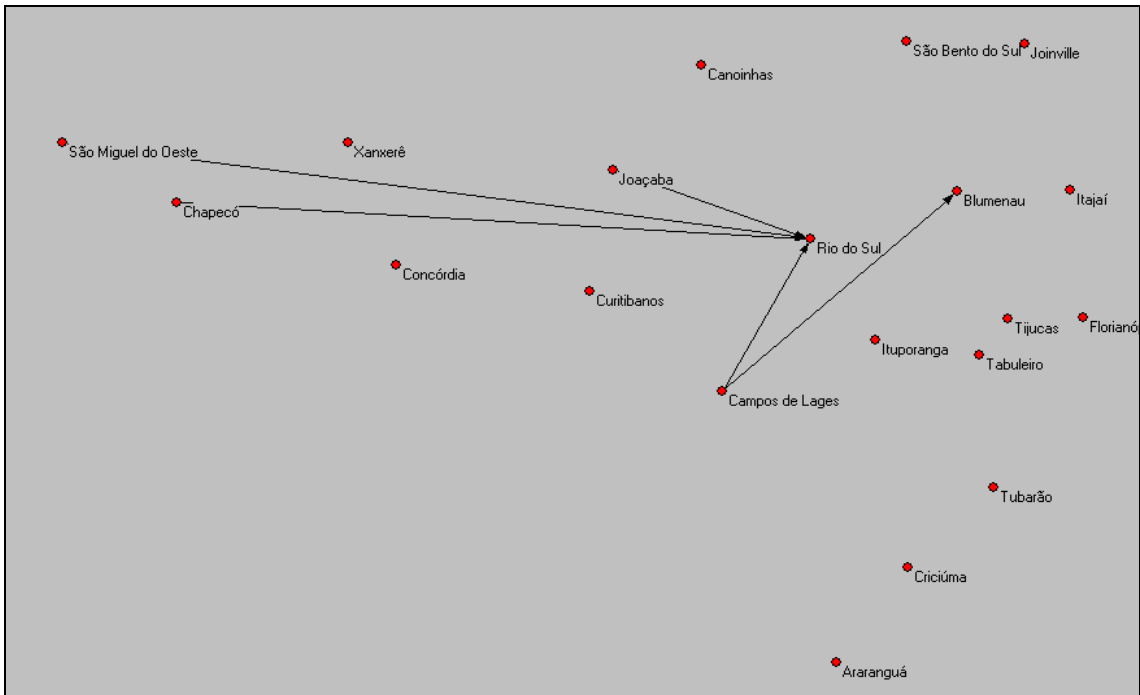 São Bento do Sul
Joinville
Canoinhas
São Miguel do Oeste
Xanxerê
Joaçaba
Blumenau
Itajaí
Chapecó
Rio do Sul
Concórdia
Curitibanos
Tijucas
Florianó
Ituporanga
Tabuleiro
Campos de Lages
Tubarão
Criciúma
Araranguá